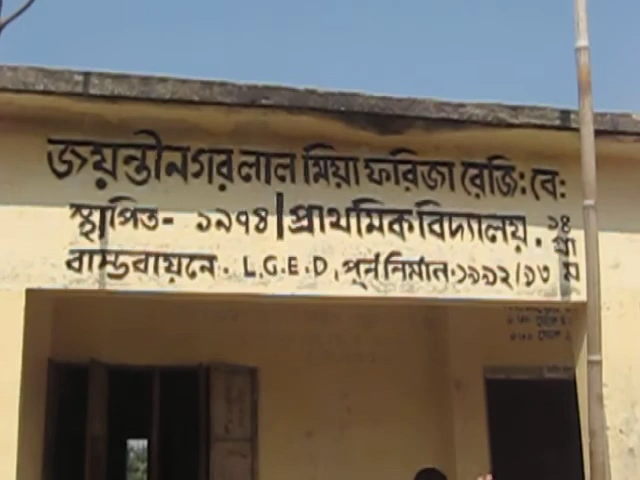 জয়ন্তীনগর লাল মিয়া ফরিজা রেজি: বে:
স্থাপিত- ১৯৭৪ | প্রাথমিক বিদ্যালয়.
বাস্তবায়নে. L.G.E.D, পূর্ন নির্মান. ১৯৯২/৯৩